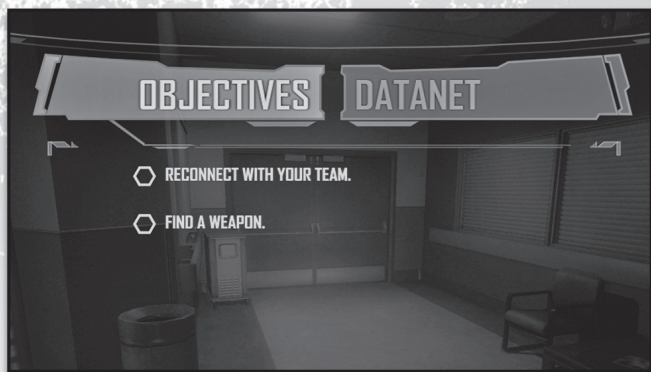 OBJECTIVES DATANET
RECONNECT WITH YOUR TEAM.
FIND A WEAPON.